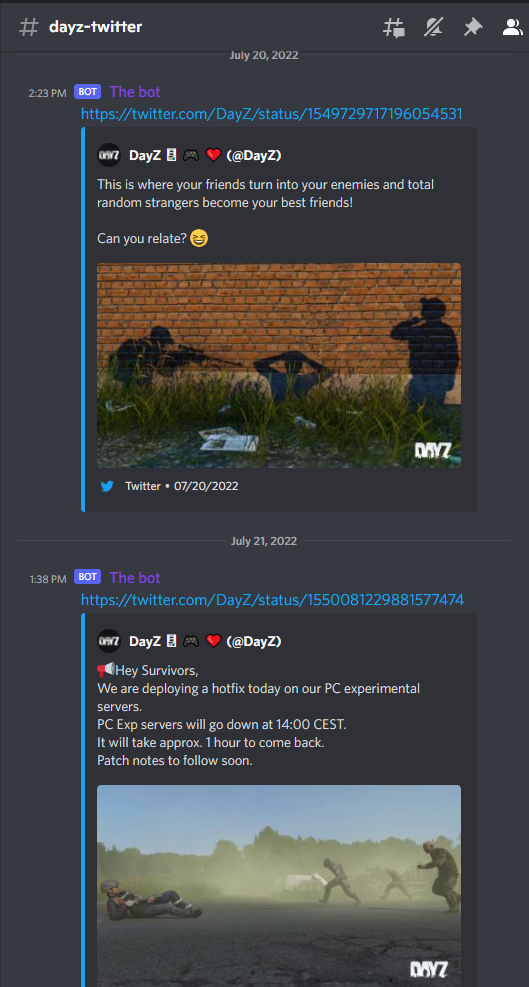 # dayz-twitter
July 20, 2022
2:23 PM BOT The bot
https://twitter.com/DayZ/status/1549729717196054531
DAYZ DayZ 🖥 🎮 ❤️ (@DayZ)
This is where your friends turn into your enemies and total
random strangers become your best friends!
Can you relate? 😆
DAYZ
Twitter • 07/20/2022
July 21, 2022
1:38 PM BOT The bot
https://twitter.com/DayZ/status/1550081229881577474
DAYZ DayZ 🖥 🎮 ❤️ (@DayZ)
📢Hey Survivors,
We are deploying a hotfix today on our PC experimental
servers.
PC Exp servers will go down at 14:00 CEST.
It will take approx. 1 hour to come back.
Patch notes to follow soon.
DAYZ